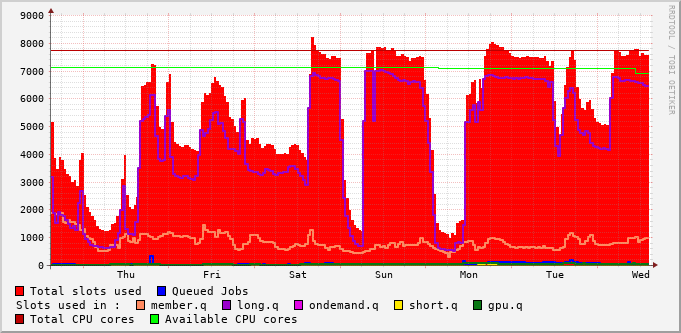 9000
8000
7000
6000
5000
4000
3000
2000
1000
0
Thu Fri Sat Sun Mon Tue Wed
RRDTOOL / TOBI OETIKER
Total slots used Queued Jobs
Slots used in : member.q long.q ondemand.q short.q gpu.q
Total CPU cores Available CPU cores